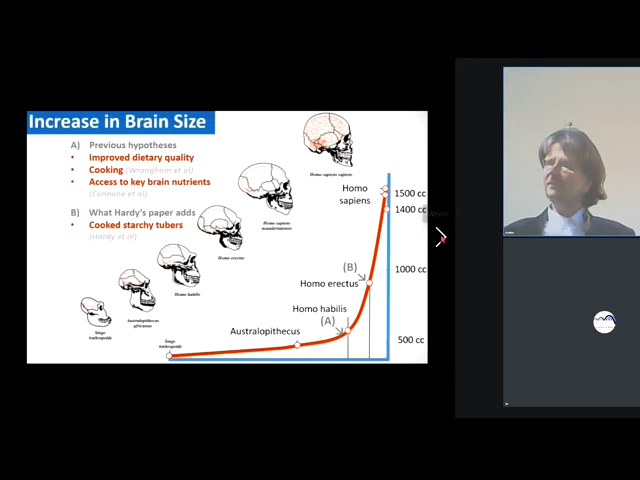 Increase in Brain Size
A) Previous hypotheses
• Improved dietary quality
• Cooking (Wrangham et al)
• Access to key brain nutrients
(Cunnane et al)
B) What Hardy's paper adds
• Cooked starchy tubers
(Hardy et al)
Homo sapiens sapiens
Homo sapiens
neanderthalensis
Homo erectus
Homo habilis
Australopithecus
africanus
Singe
Anthropoïde
Homo
sapiens
1500 cc
1400 cc
(B)
1000 cc
Homo erectus
Homo habilis
(A)
Australopithecus
500 cc
Singe
Anthropoïde